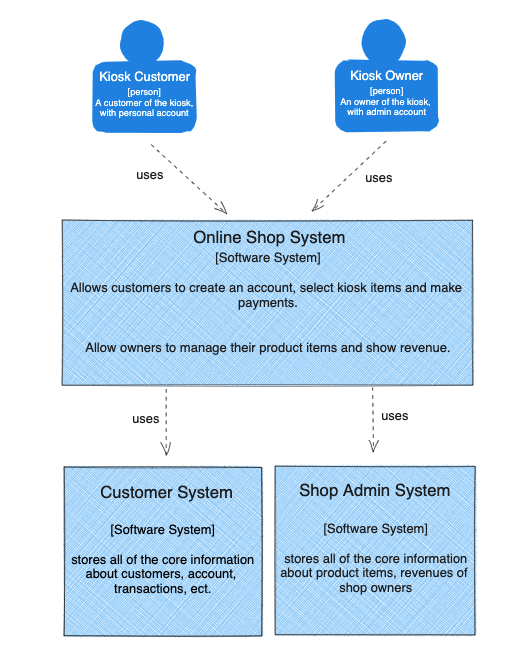 Kiosk Customer
[person]
A customer of the kiosk,
with personal account
Kiosk Owner
[person]
An owner of the kiosk,
with admin account
uses
uses
Online Shop System
[Software System]
Allows customers to create an account, select kiosk items and make
payments.
Allow owners to manage their product items and show revenue.
uses
uses
Customer System
[Software System]
stores all of the core information
about customers, account,
transactions, ect.
Shop Admin System
[Software System]
stores all of the core information
about product items, revenues of
shop owners